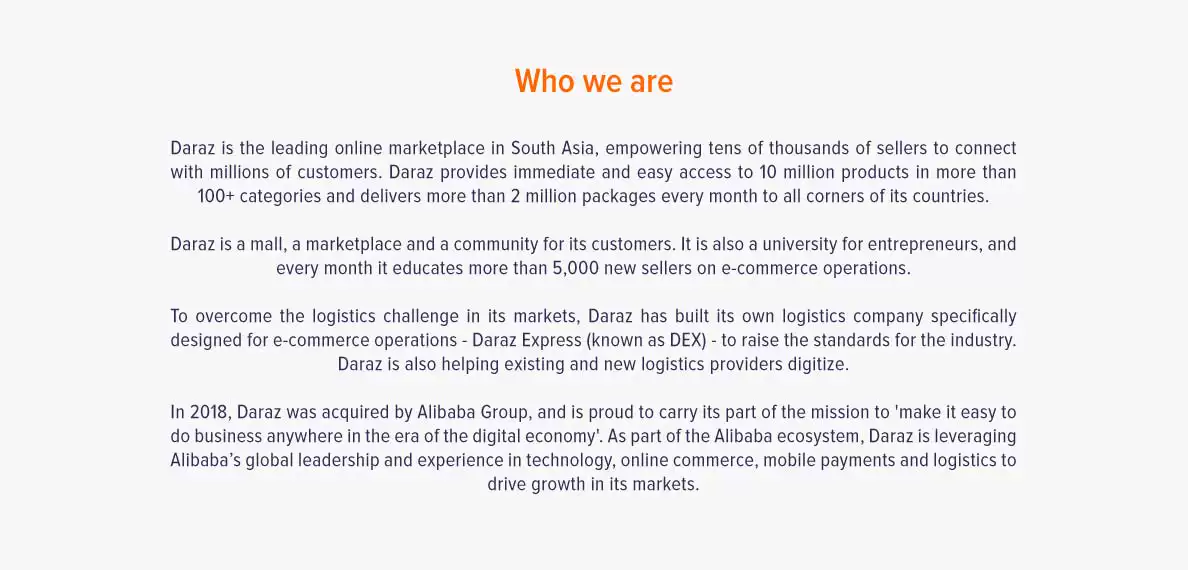 Who we are
Daraz is the leading online marketplace in South Asia, empowering tens of thousands of sellers to connect
with millions of customers. Daraz provides immediate and easy access to 10 million products in more than
100+ categories and delivers more than 2 million packages every month to all corners of its countries.
Daraz is a mall, a marketplace and a community for its customers. It is also a university for entrepreneurs, and
every month it educates more than 5,000 new sellers on e-commerce operations.
To overcome the logistics challenge in its markets, Daraz has built its own logistics company specifically
designed for e-commerce operations - Daraz Express (known as DEX) - to raise the standards for the industry.
Daraz is also helping existing and new logistics providers digitize.
In 2018, Daraz was acquired by Alibaba Group, and is proud to carry its part of the mission to 'make it easy to
do business anywhere in the era of the digital economy'. As part of the Alibaba ecosystem, Daraz is leveraging
Alibaba’s global leadership and experience in technology, online commerce, mobile payments and logistics to
drive growth in its markets.